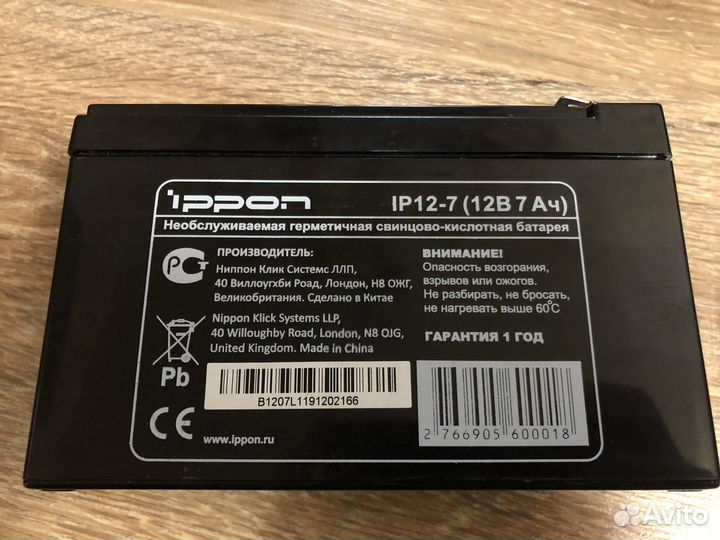 ippon
IP12-7 (12В 7 Ач)
Необслуживаемая герметичная свинцово-кислотная батарея
РСТ
ПРОИЗВОДИТЕЛЬ:
Ниппон Клик Системс ЛЛП,
40 Виллоугхби Роад, Лондон, Н8 ОЖГ,
Великобритания. Сделано в Китае
Nippon Klick Systems LLP,
40 Willoughby Road, London, N8 OJG,
United Kingdom. Made in China
ВНИМАНИЕ!
Опасность возгорания,
взрывов или ожогов.
Не разбирать, не бросать,
не нагревать выше 60°С
ГАРАНТИЯ 1 ГОД
Pb
CE
B1207L1191202166
www.ippon.ru
2 766905 600018
Avito